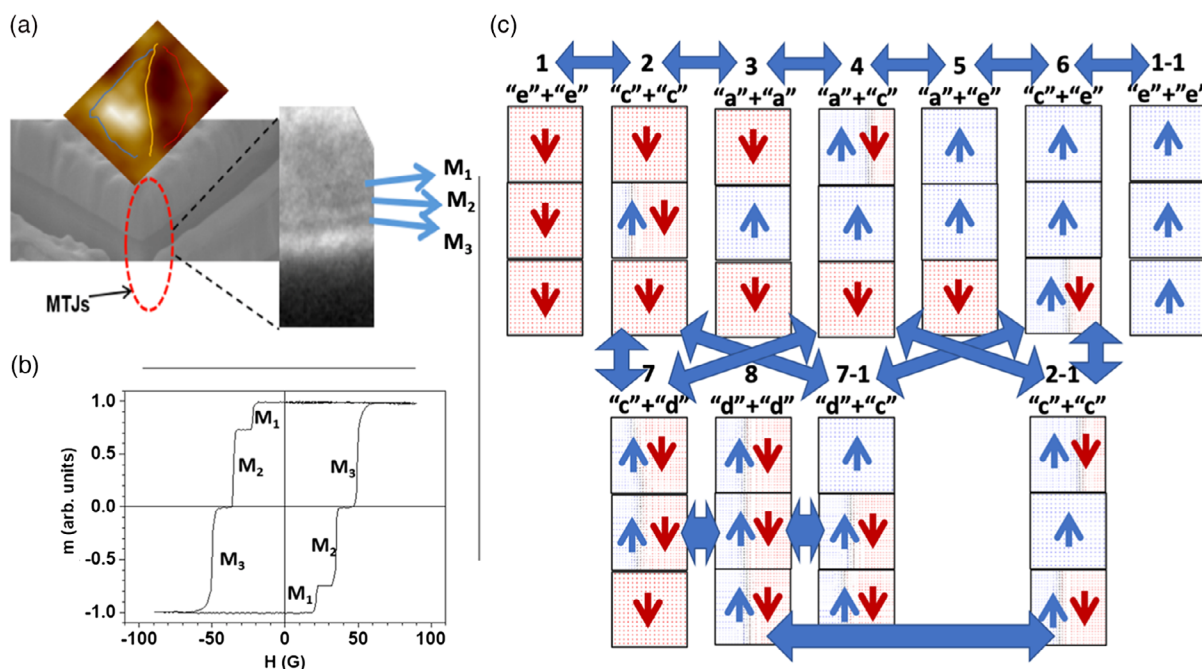 (a)
M₁
M₂
M₃
MTJs
(b)
1.0
0.5
0.0
-0.5
-1.0
m (arb. units)
M₁
M₂
M₃
M₃
M₂
M₁
-100
-50
0
50
100
H (G)
(c)
1 2 3 4 5 6 1-1
“e”+“e” “c”+“c” “a”+“a” “a”+“c” “a”+“e” “c”+“e” “e”+“e”
7 8 7-1 2-1
“c”+“d” “d”+“d” “d”+“c” “c”+“c”